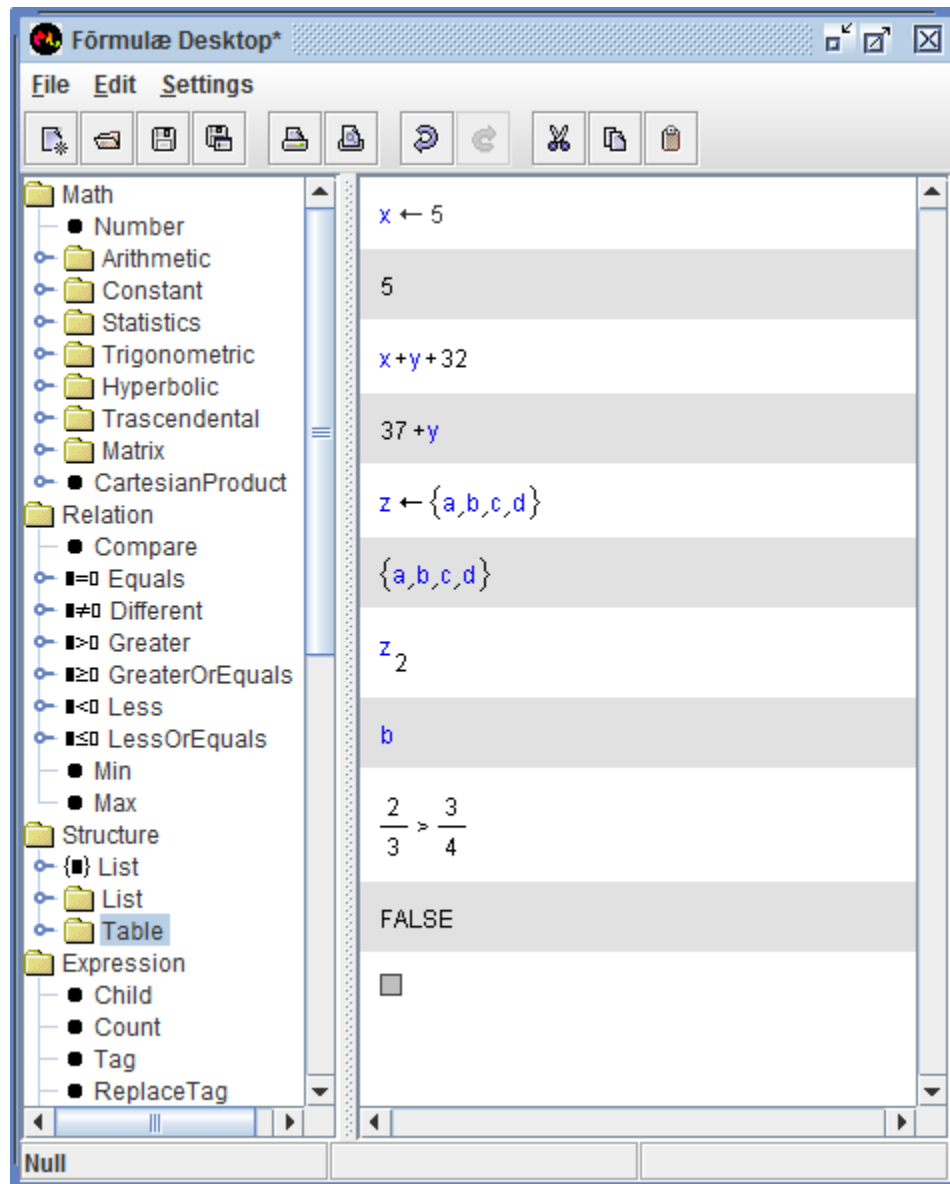 Fōrmulæ Desktop*
File Edit Settings
Math
Number
Arithmetic
Constant
Statistics
Trigonometric
Hyperbolic
Trascendental
Matrix
CartesianProduct
Relation
Compare
∎=▯ Equals
∎≠▯ Different
∎>▯ Greater
∎≥▯ GreaterOrEquals
∎<▯ Less
∎≤▯ LessOrEquals
Min
Max
Structure
{∎} List
List
Table
Expression
Child
Count
Tag
ReplaceTag
x ← 5
5
x+y+32
37+y
z ← {a,b,c,d}
{a,b,c,d}
z₂
b
2/3 > 3/4
FALSE
Null